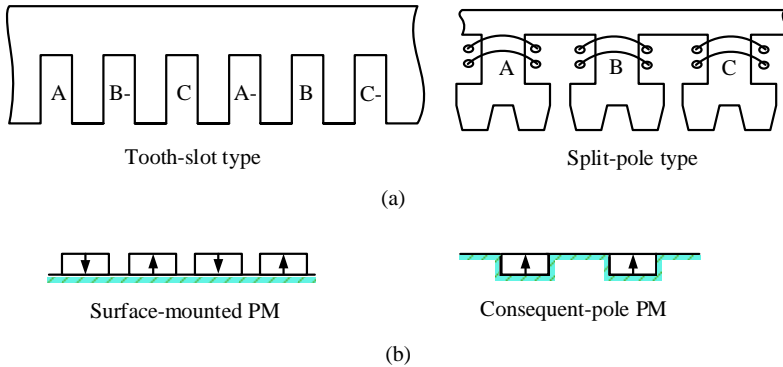 A B- C A- B C-
A B C
Tooth-slot type
Split-pole type
(a)
Surface-mounted PM
Consequent-pole PM
(b)